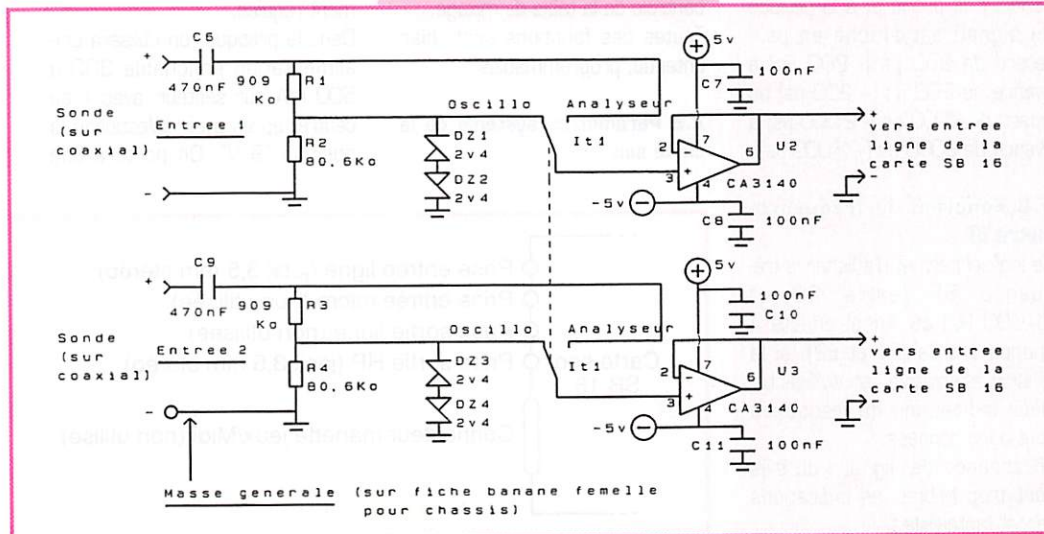 C6
+
470nF
909
Kα
R1
Sonde
(sur
coaxial)
Entree 1
R2
80,6Kα
-
Oscillo
Analyseur
DZ1
2v4
DZ2
2v4
It1
5v
+
100nF
C7
2
7
6
3
4
U2
CA3140
-5v
C8
100nF
+
vers entree
ligne de la
carte SB 16
-
C9
+
470nF
909
Kα
R3
Sonde
(sur
coaxial)
Entree 2
R4
80,6Kα
-
Oscillo
Analyseur
DZ3
2v4
DZ4
2v4
It1
5v
+
100nF
C10
2
7
6
3
4
U3
CA3140
-5v
C11
100nF
+
vers entree
ligne de la
carte SB 16
-
Masse generale (sur fiche banane femelle
pour chassis)